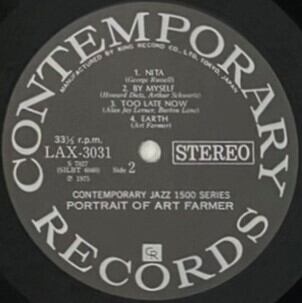 CONTEMPORARY
MANUFACTURED BY KING RECORD CO., LTD, TOKYO, JAPAN
1. NITA
(George Russell)
2. BY MYSELF
(Howard Dietz, Arthur Schwartz)
3. TOO LATE NOW
(Alan Jay Lerner, Burton Lane)
4. EARTH
(Art Farmer)
33⅓ r.p.m.
LAX-3031
STEREO
S 7027
Side 2
℗ 1975
CONTEMPORARY JAZZ 1500 SERIES
PORTRAIT OF ART FARMER
CR
RECORDS